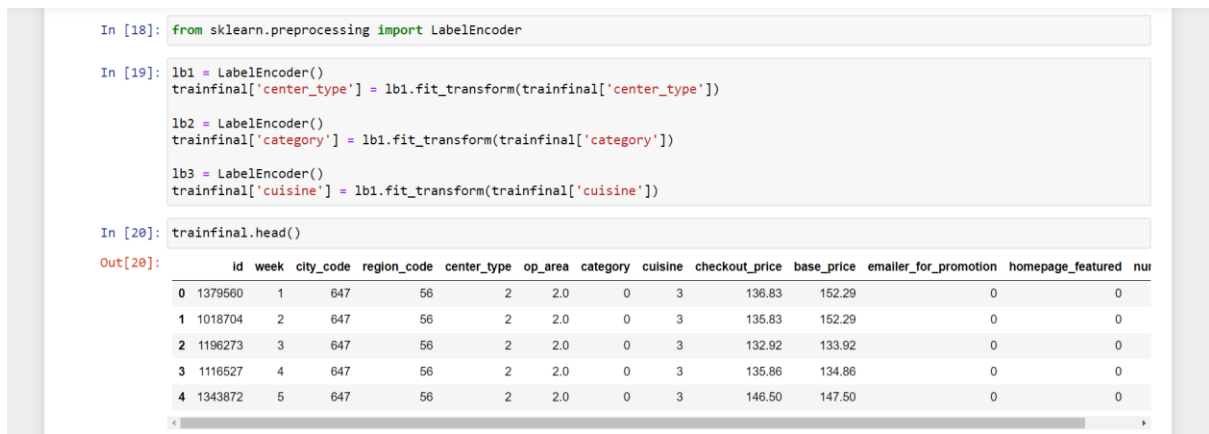 In [18]: from sklearn.preprocessing import LabelEncoder
In [19]: lb1 = LabelEncoder()
trainfinal['center_type'] = lb1.fit_transform(trainfinal['center_type'])
lb2 = LabelEncoder()
trainfinal['category'] = lb1.fit_transform(trainfinal['category'])
lb3 = LabelEncoder()
trainfinal['cuisine'] = lb1.fit_transform(trainfinal['cuisine'])
In [20]: trainfinal.head()
Out[20]:
id week city_code region_code center_type op_area category cuisine checkout_price base_price emailer_for_promotion homepage_featured
0 1379560 1 647 56 2 2.0 0 3 136.83 152.29 0 0
1 1018704 2 647 56 2 2.0 0 3 135.83 152.29 0 0
2 1196273 3 647 56 2 2.0 0 3 132.92 133.92 0 0
3 1116527 4 647 56 2 2.0 0 3 135.86 134.86 0 0
4 1343872 5 647 56 2 2.0 0 3 146.50 147.50 0 0